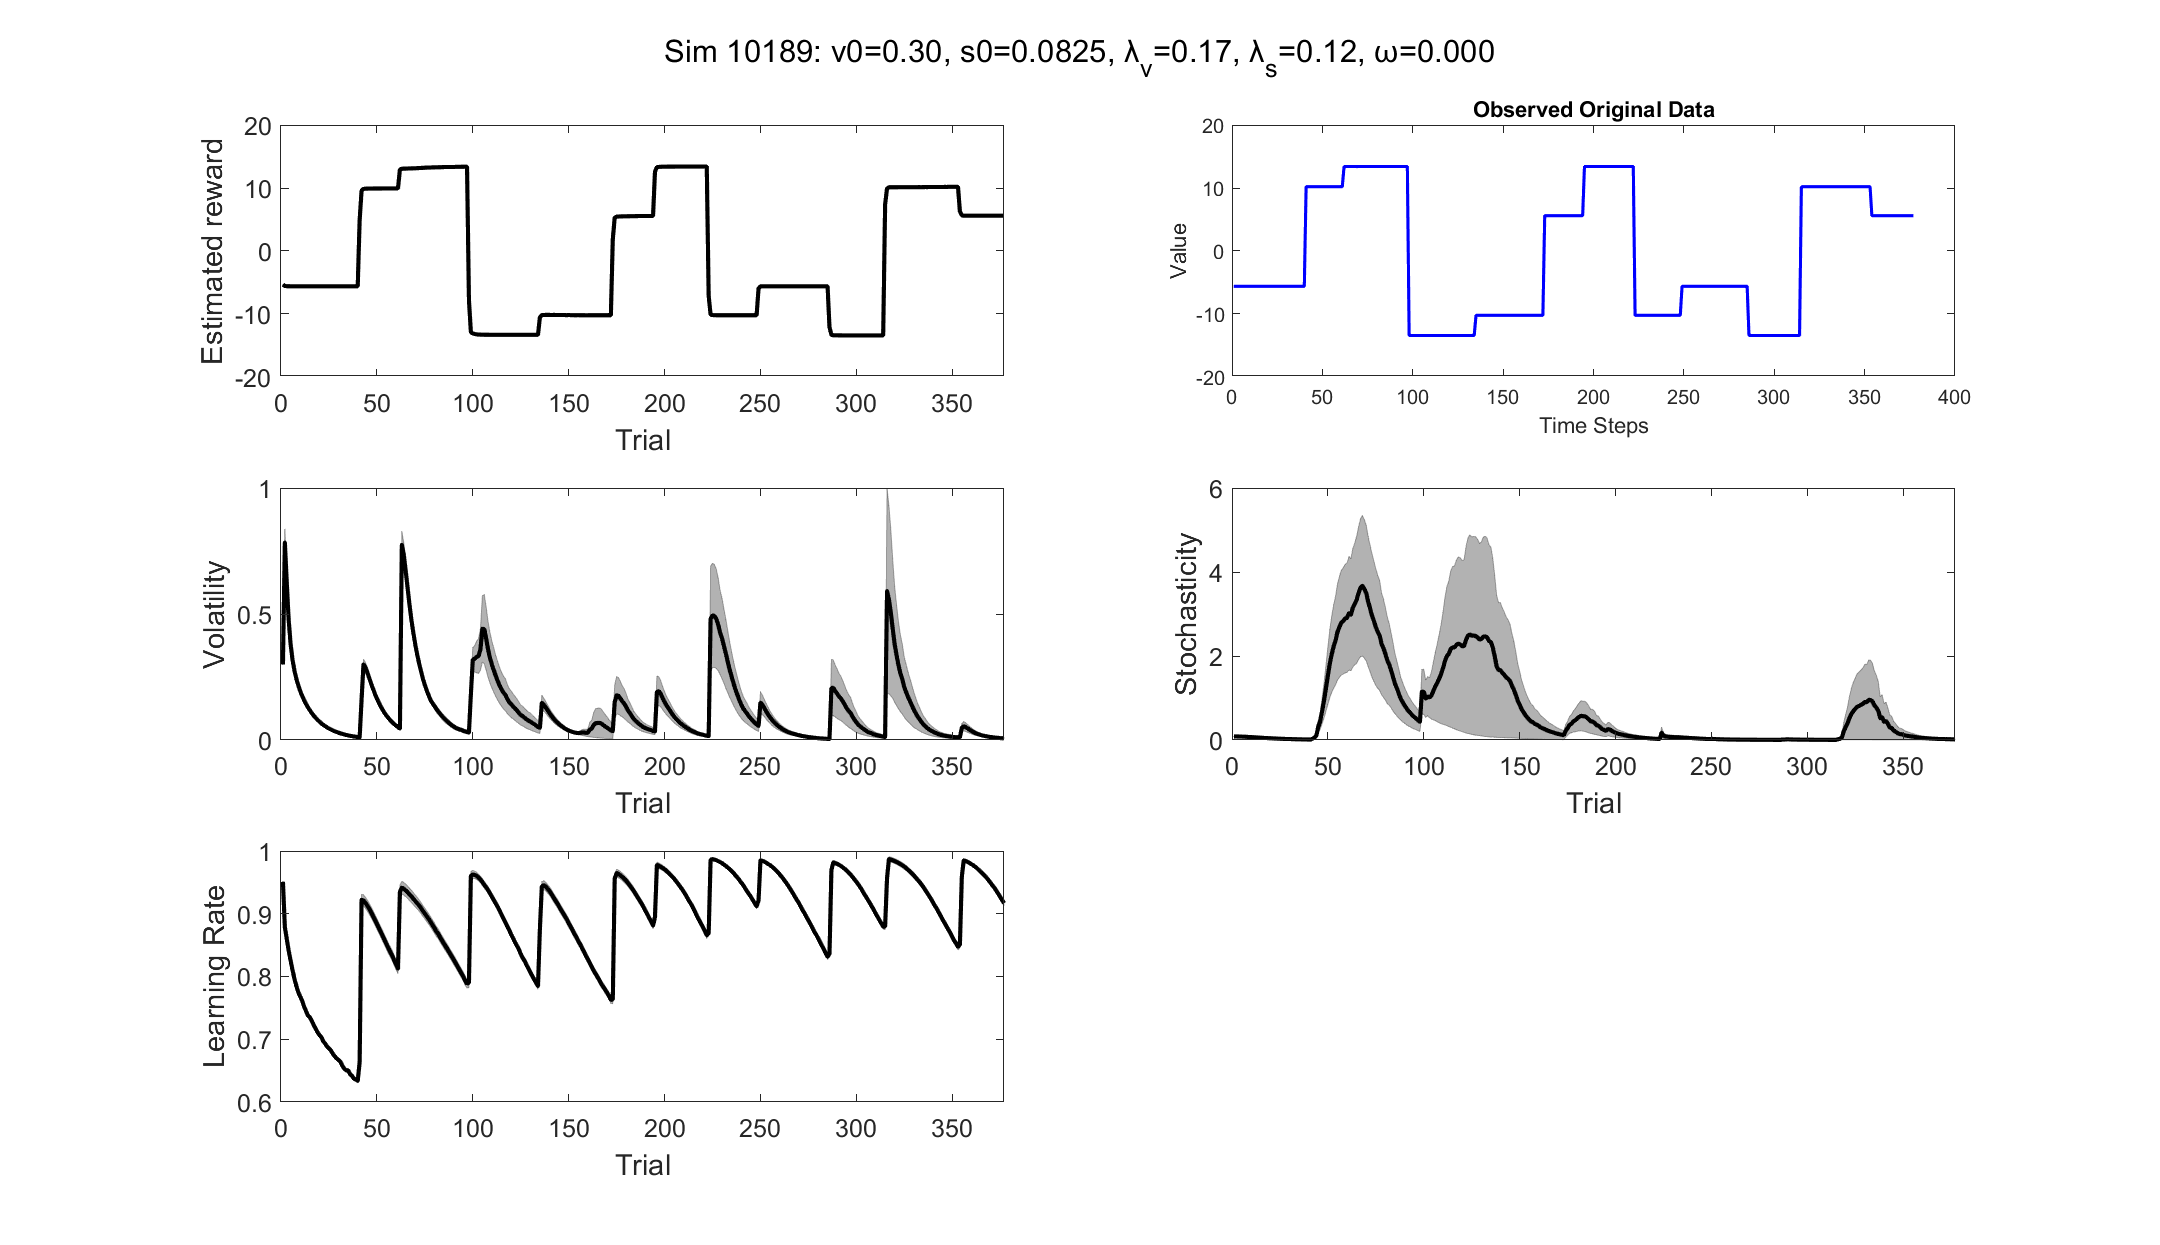 Sim 10189: v0=0.30, s0=0.0825, λ_v=0.17, λ_s=0.12, ω=0.000
Estimated reward
20
10
0
-10
-20
0 50 100 150 200 250 300 350
Trial
Observed Original Data
Value
20
10
0
-10
-20
0 50 100 150 200 250 300 350 400
Time Steps
Volatility
1
0.5
0
0 50 100 150 200 250 300 350
Trial
Stochasticity
6
4
2
0
0 50 100 150 200 250 300 350
Trial
Learning Rate
1
0.9
0.8
0.7
0.6
0 50 100 150 200 250 300 350
Trial